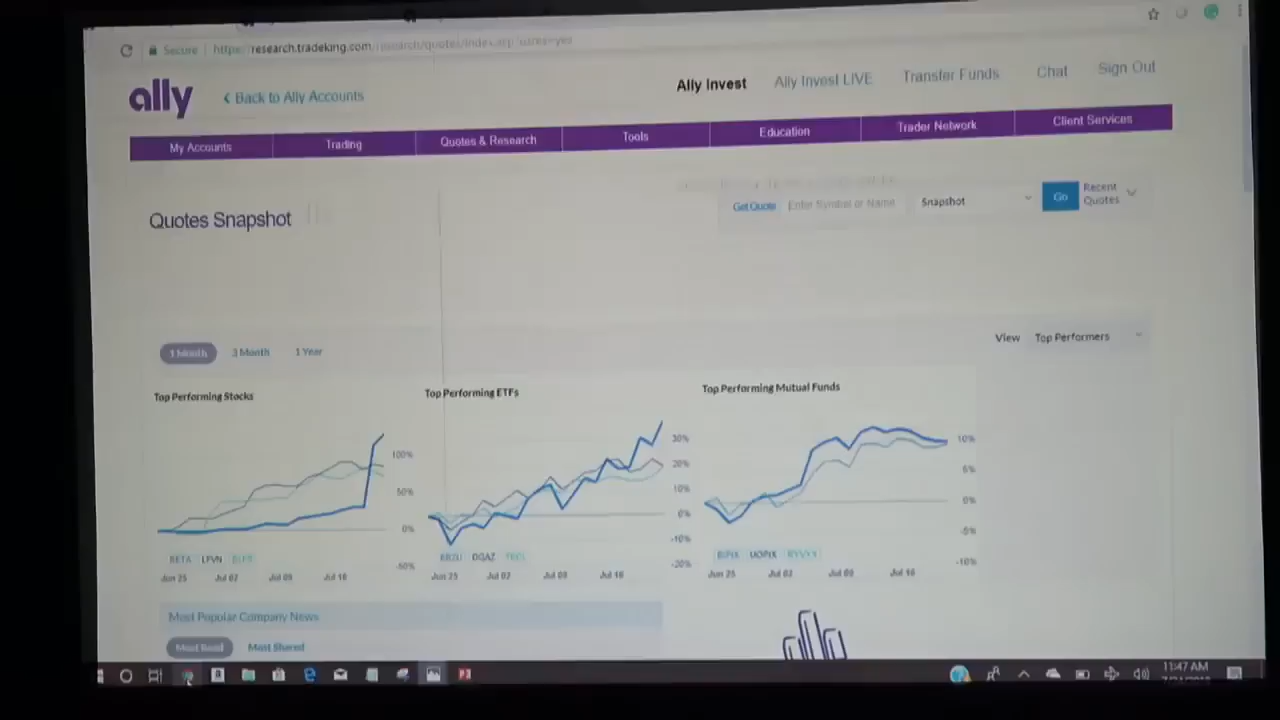 Secure https://research.tradeking.com
ally
< Back to Ally Accounts
Ally Invest
Ally Invest LIVE
Transfer Funds
Chat
Sign Out
My Accounts
Trading
Quotes & Research
Tools
Education
Trader Network
Client Services
Quotes Snapshot
Get Quote
Enter Symbol or Name
Snapshot
Go
Recent
Quotes
1 Month
3 Month
1 Year
View
Top Performers
Top Performing Stocks
100%
50%
0%
-50%
LFVN
Jun 25
Jul 02
Jul 09
Jul 16
Top Performing ETFs
30%
20%
10%
0%
-10%
-20%
DGAZ
Jun 25
Jul 02
Jul 09
Jul 16
Top Performing Mutual Funds
10%
5%
0%
-5%
-10%
BIPIX
UOPIX
RYVYX
Jun 25
Jul 02
Jul 09
Jul 16
Most Popular Company News
Most Read
Most Shared
11:47 AM